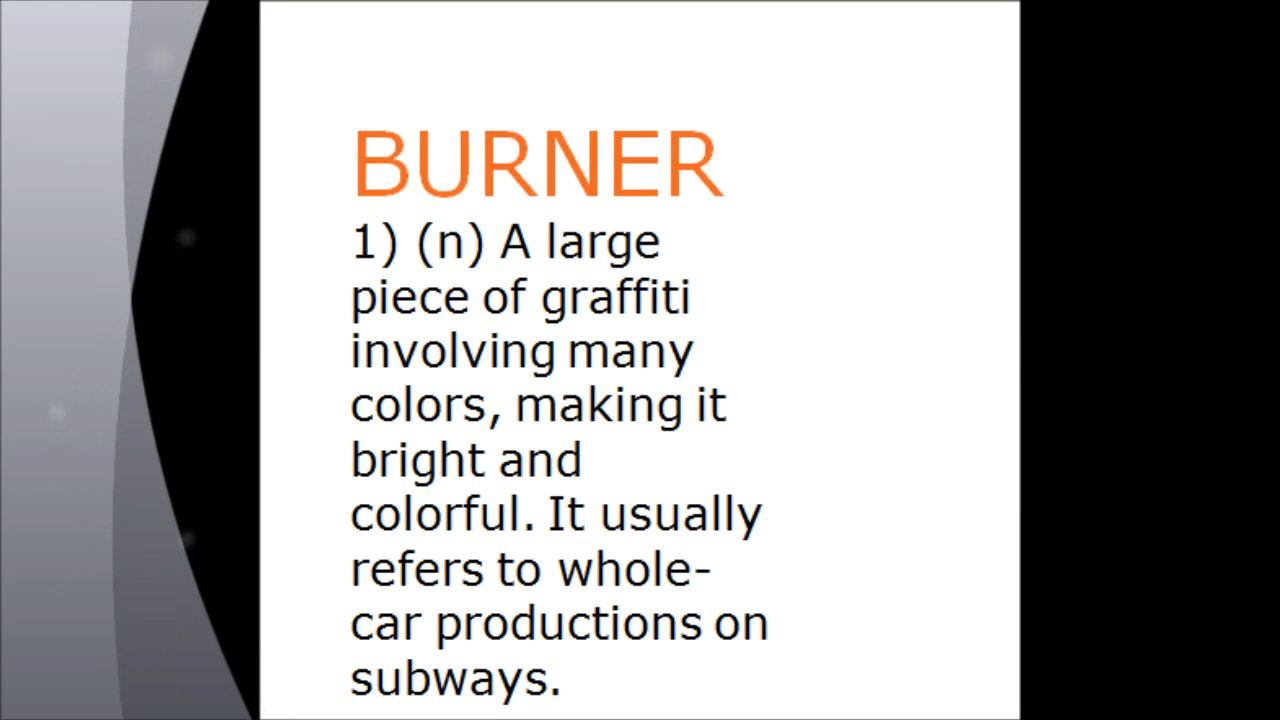 BURNER
1) (n) A large
piece of graffiti
involving many
colors, making it
bright and
colorful. It usually
refers to whole-
car productions on
subways.